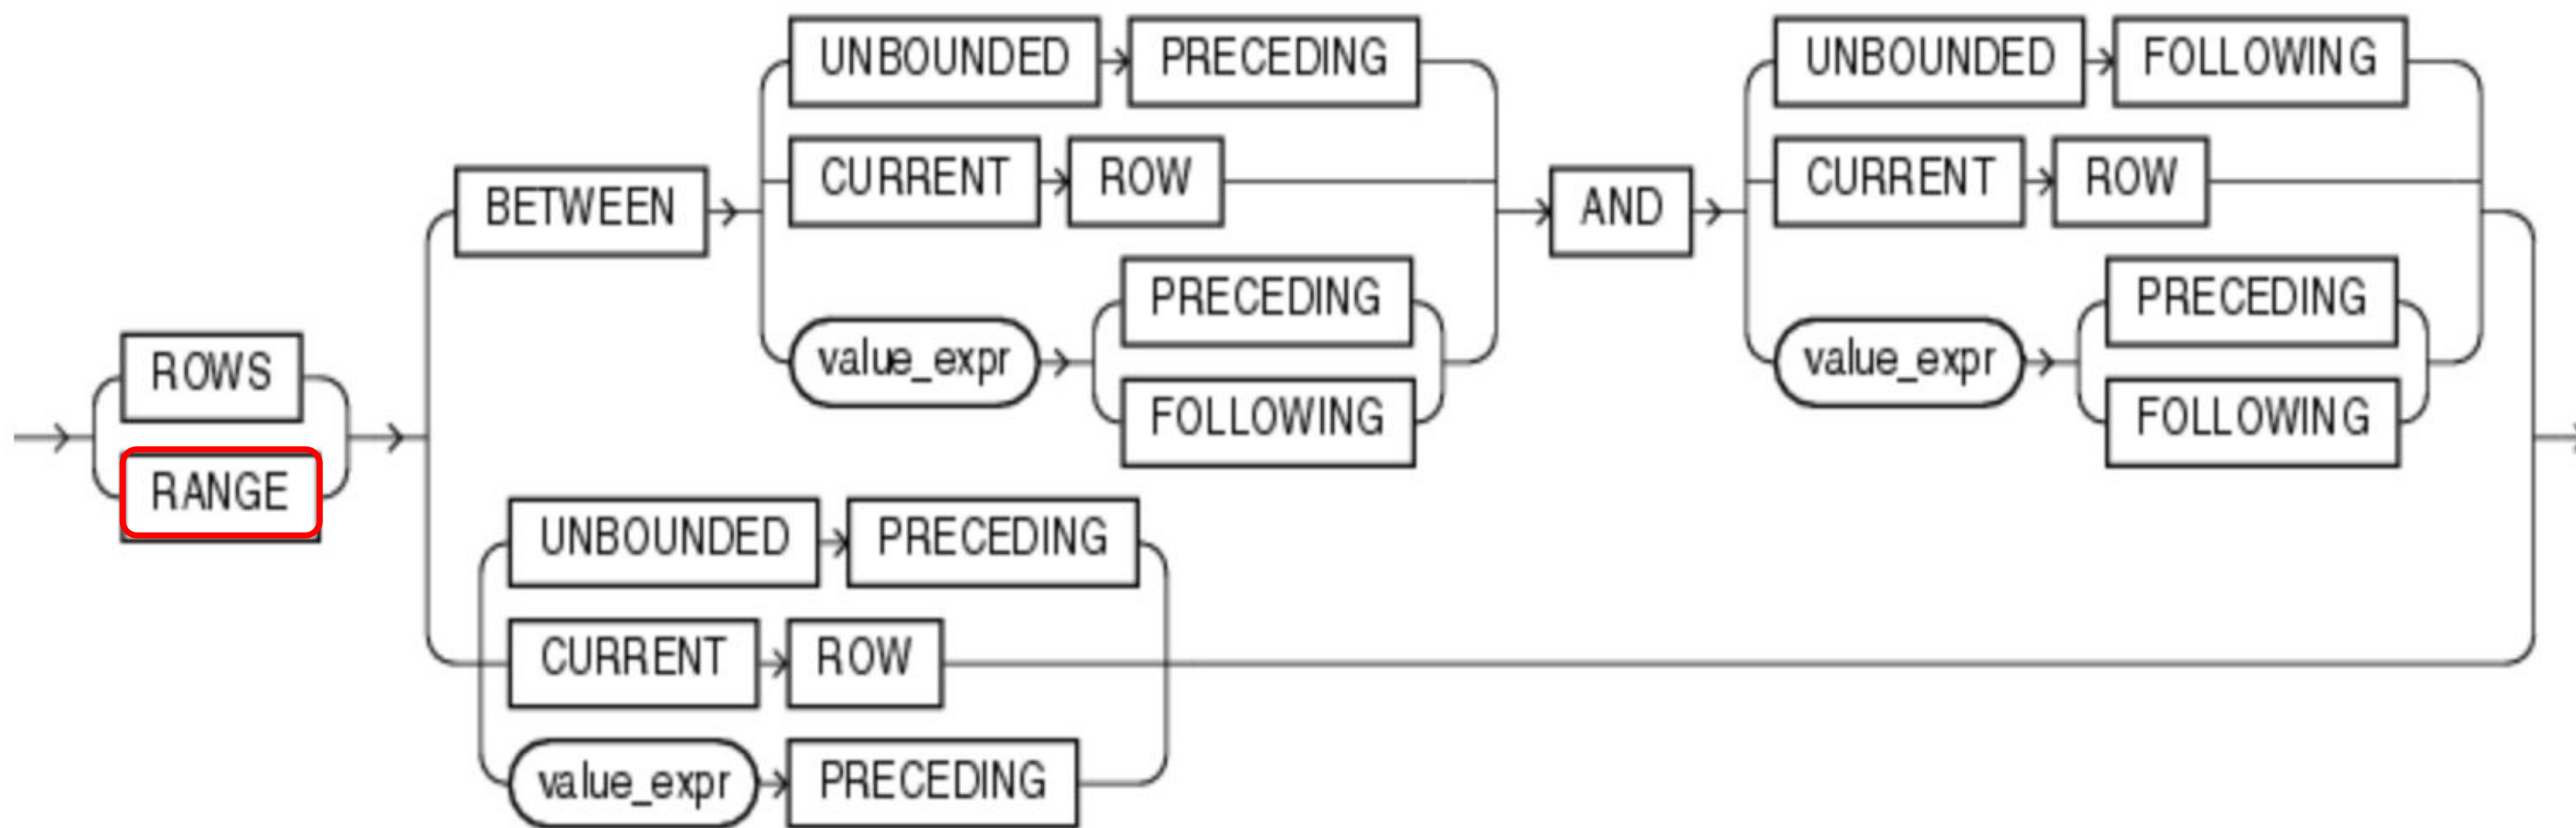 UNBOUNDED PRECEDING UNBOUNDED FOLLOWING
CURRENT ROW CURRENT ROW
BETWEEN AND
PRECEDING PRECEDING
value_expr value_expr
ROWS FOLLOWING FOLLOWING
RANGE
UNBOUNDED PRECEDING
CURRENT ROW
value_expr PRECEDING